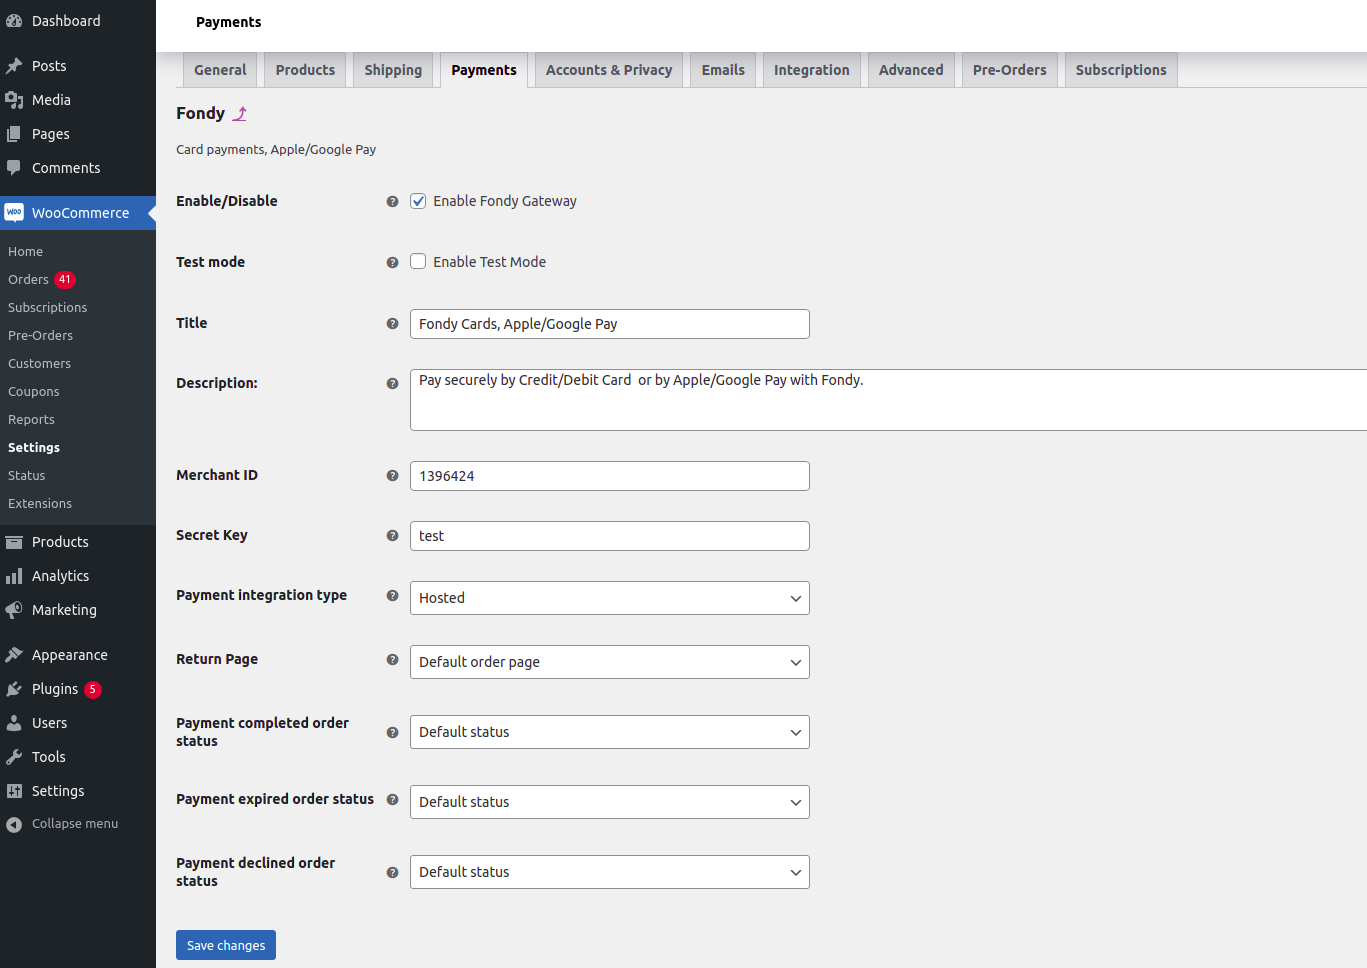 Dashboard
Posts
Media
Pages
Comments
Woo WooCommerce
Home
Orders 41
Subscriptions
Pre-Orders
Customers
Coupons
Reports
Settings
Status
Extensions
Products
Analytics
Marketing
Appearance
Plugins 5
Users
Tools
Settings
Collapse menu
Payments
General Products Shipping Payments Accounts & Privacy Emails Integration Advanced Pre-Orders Subscriptions
Fondy ⤴
Card payments, Apple/Google Pay
Enable/Disable ? Enable Fondy Gateway
Test mode ? Enable Test Mode
Title ? Fondy Cards, Apple/Google Pay
Description: ? Pay securely by Credit/Debit Card  or by Apple/Google Pay with Fondy.
Merchant ID ? 1396424
Secret Key ? test
Payment integration type ? Hosted
Return Page ? Default order page
Payment completed order
status ? Default status
Payment expired order status ? Default status
Payment declined order
status ? Default status
Save changes